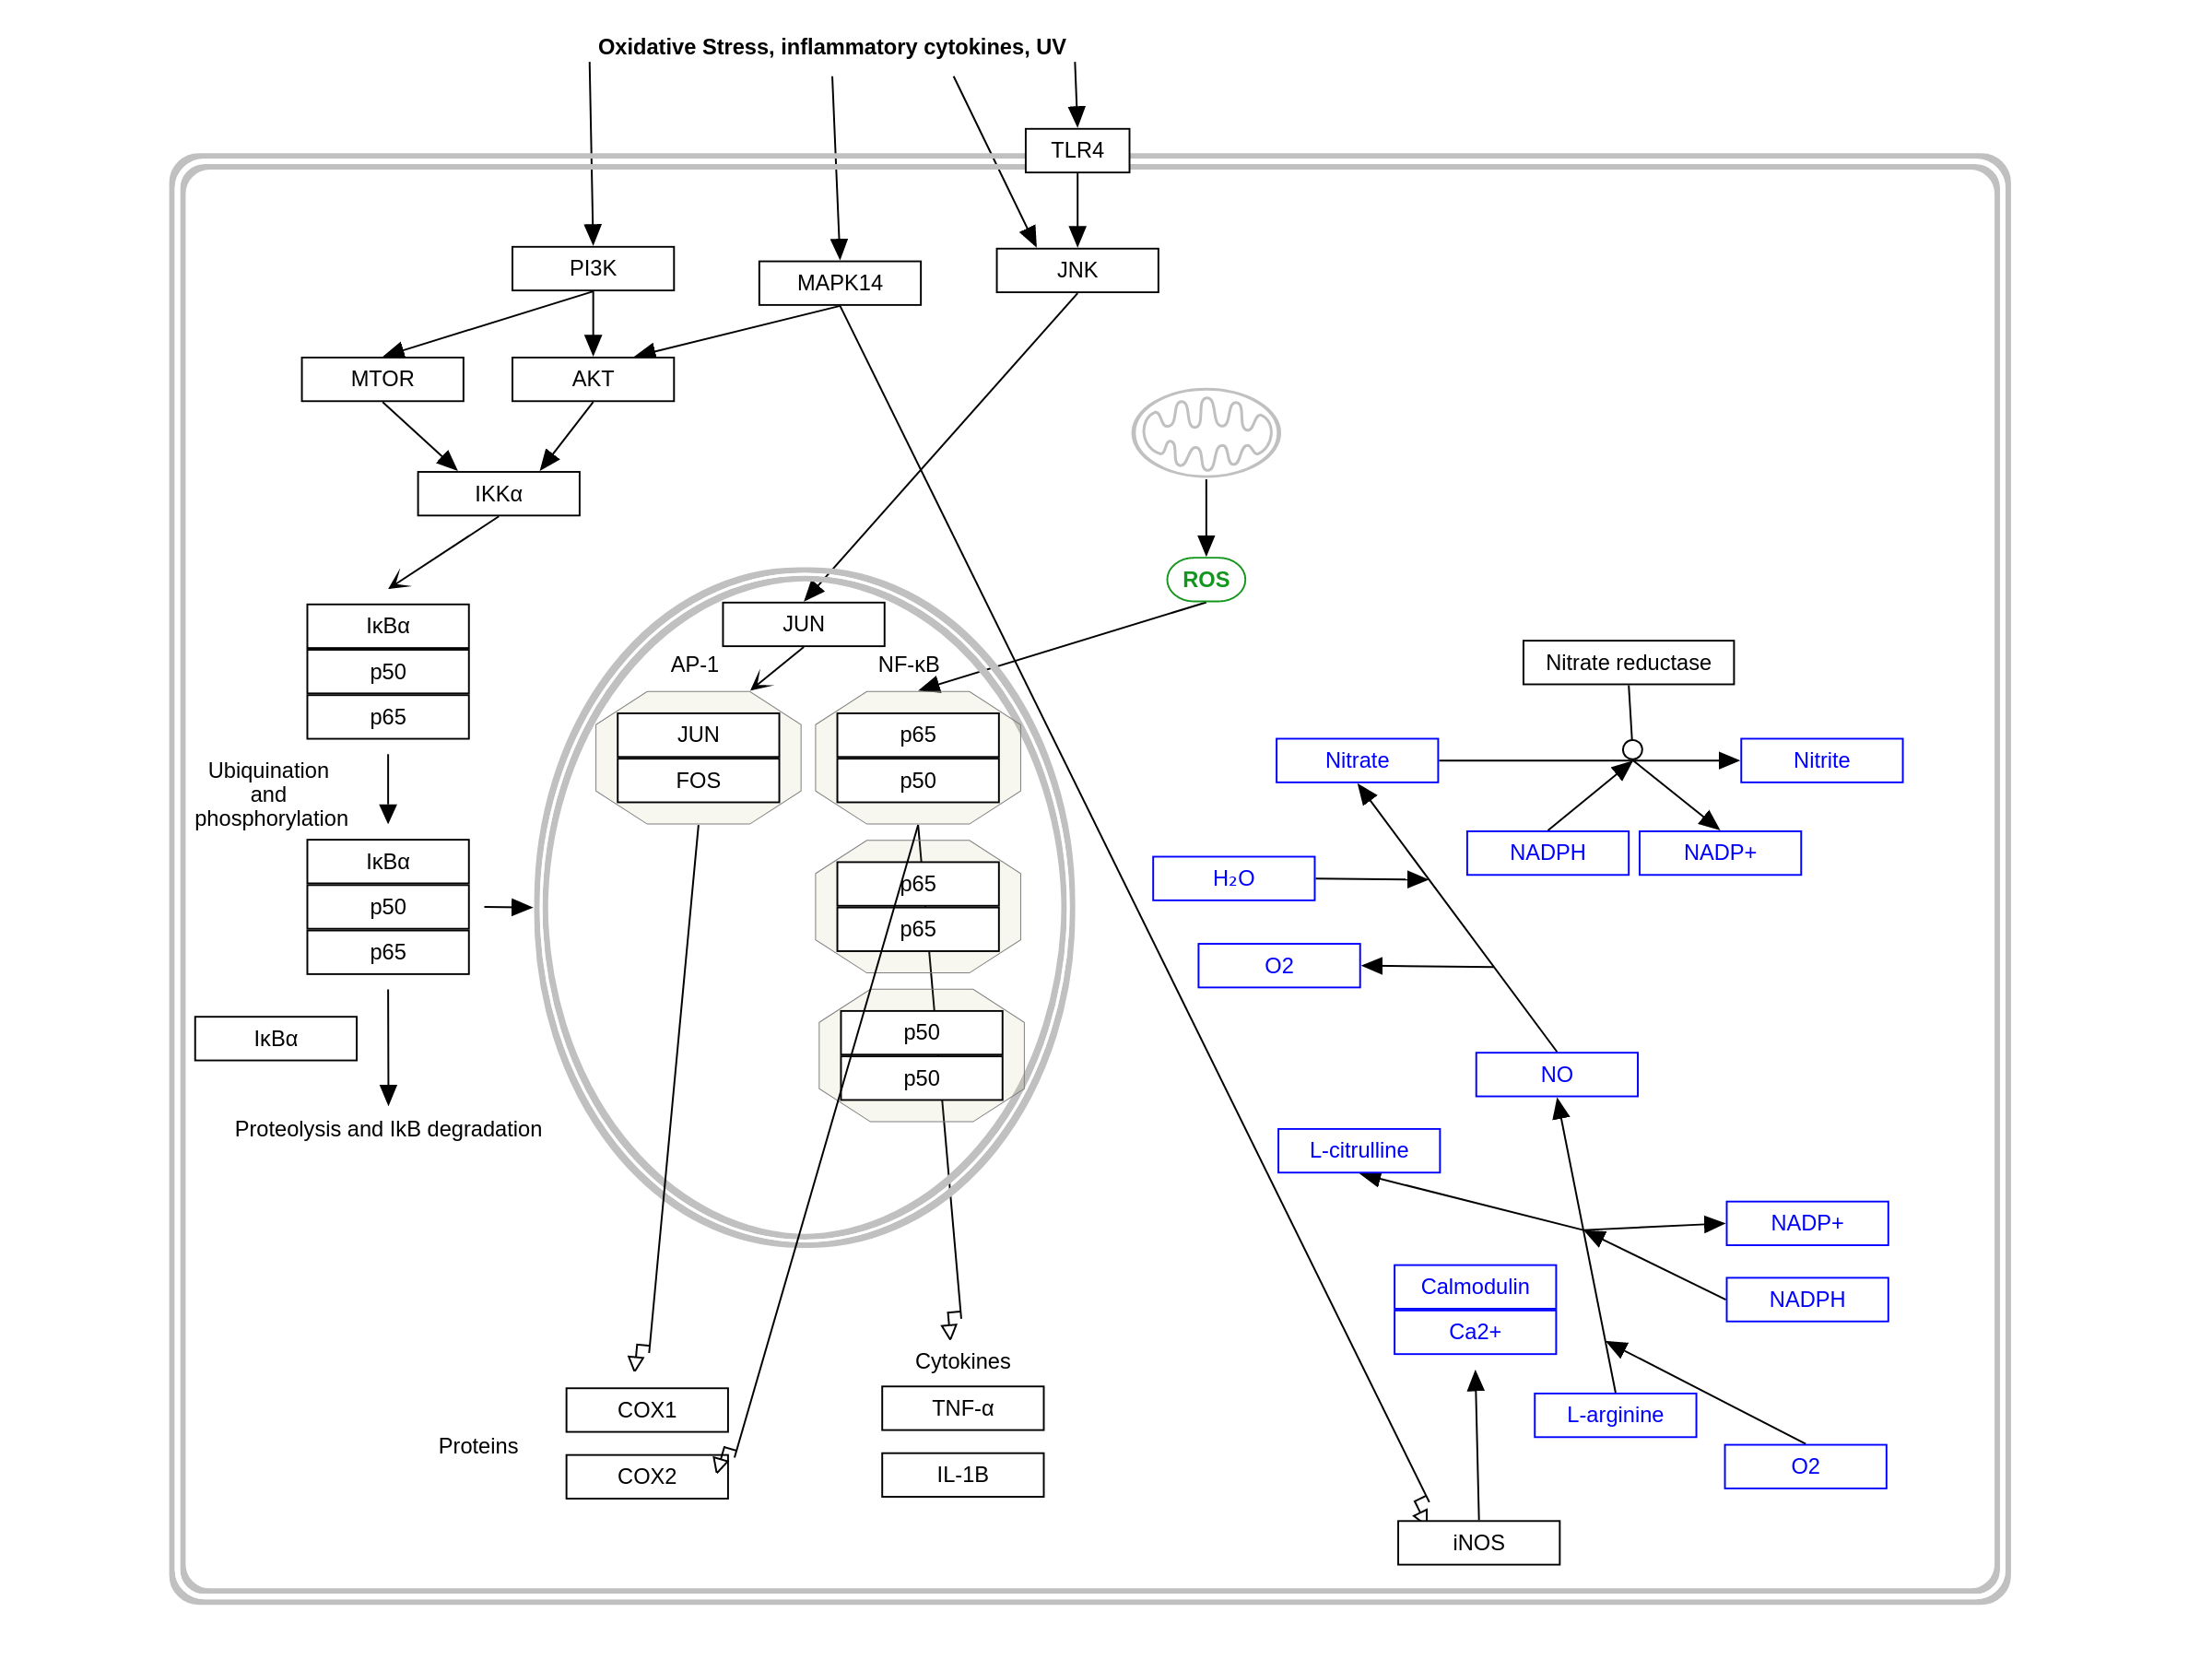 Oxidative Stress, inflammatory cytokines, UV
TLR4
PI3K
MAPK14
JNK
MTOR
AKT
IKKα
ROS
IκBα
p50
p65
JUN
AP-1
NF-κB
JUN
FOS
p65
p50
p65
p65
p50
p50
Ubiquination
and
phosphorylation
IκBα
p50
p65
IκBα
Proteolysis and IkB degradation
Nitrate reductase
Nitrate
Nitrite
NADPH
NADP+
H₂O
O2
NO
L-citrulline
NADP+
NADPH
Calmodulin
Ca2+
L-arginine
O2
iNOS
Cytokines
TNF-α
IL-1B
COX1
Proteins
COX2